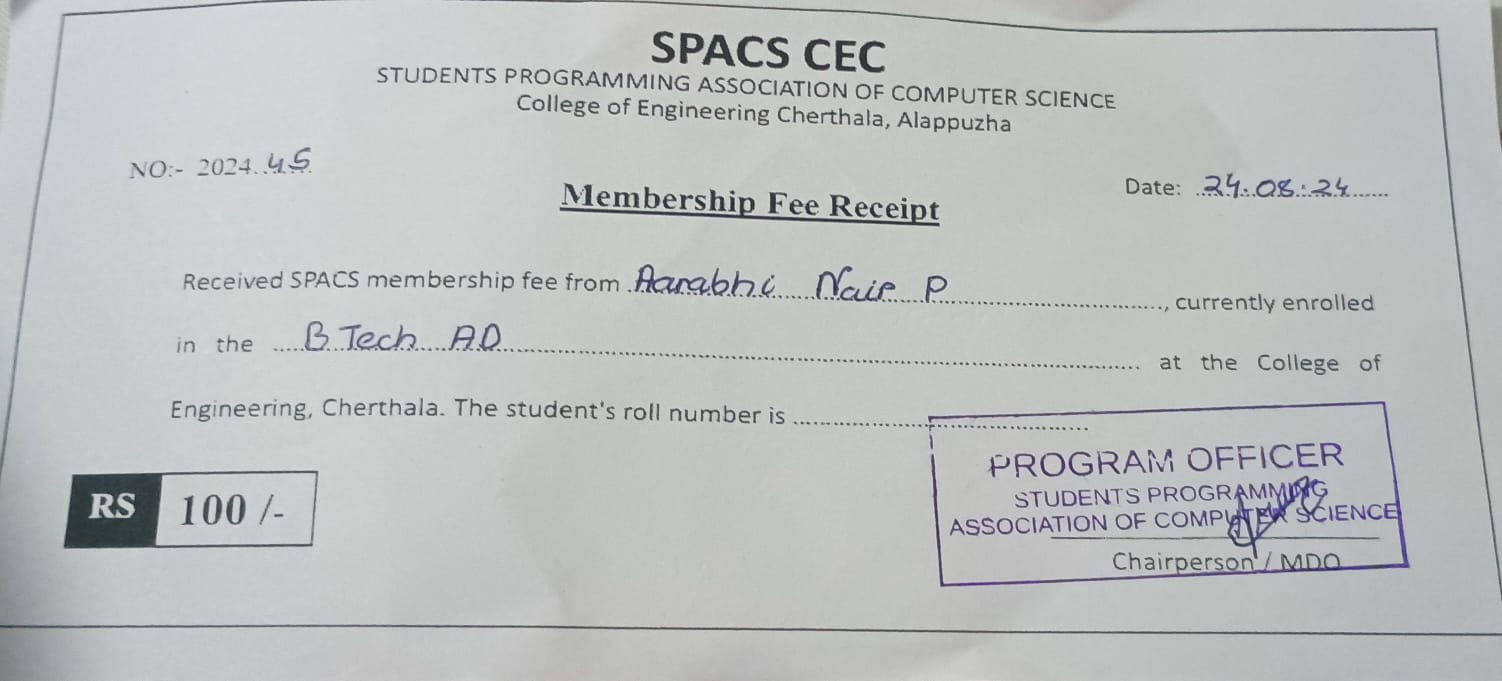 SPACS CEC
STUDENTS PROGRAMMING ASSOCIATION OF COMPUTER SCIENCE
College of Engineering Cherthala, Alappuzha
NO:- 2024..45
Date: 24.08.24
Membership Fee Receipt
Received SPACS membership fee from Aarabhi Nair P, currently enrolled
in the B Tech AD at the College of
Engineering, Cherthala. The student's roll number is
RS 100 /-
PROGRAM OFFICER
STUDENTS PROGRAMMING
ASSOCIATION OF COMPUTER SCIENCE
Chairperson / MDO